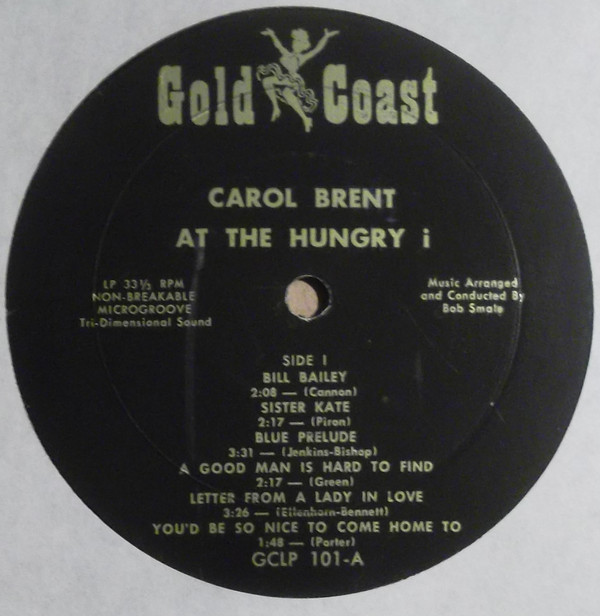 Gold Coast
CAROL BRENT
AT THE HUNGRY i
LP 33⅓ RPM
NON-BREAKABLE
MICROGROOVE
Tri-Dimensional Sound
Music Arranged
and Conducted By
Bob Smale
SIDE I
BILL BAILEY
2:08 — (Cannon)
SISTER KATE
2:17 — (Piron)
BLUE PRELUDE
3:31 — (Jenkins-Bishop)
A GOOD MAN IS HARD TO FIND
2:17 — (Green)
LETTER FROM A LADY IN LOVE
3:26 — (Ellenhorn-Bennett)
YOU'D BE SO NICE TO COME HOME TO
1:48 — (Porter)
GCLP 101-A